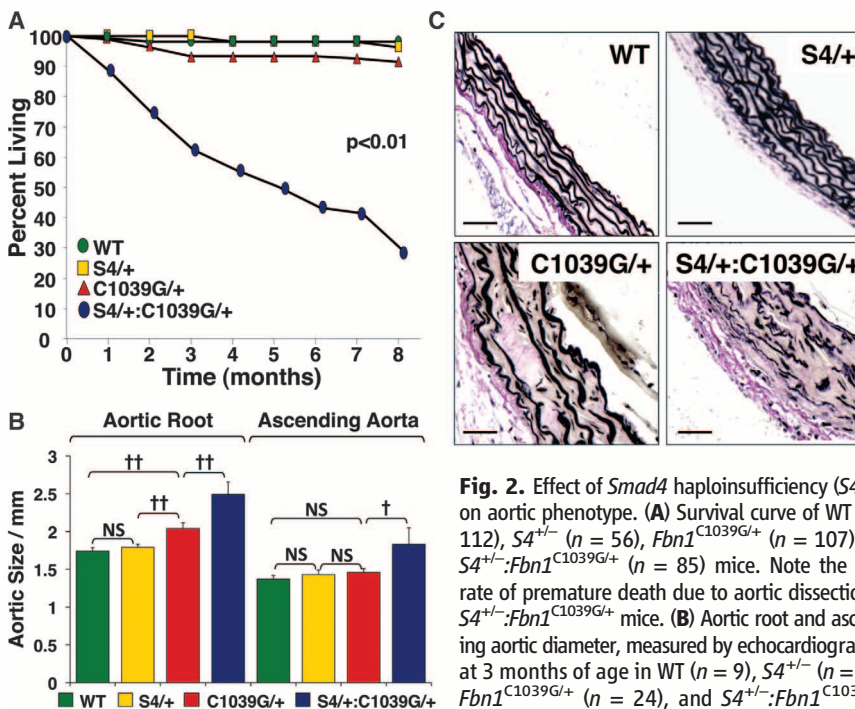 A
100
90
80
70
60
50
40
30
20
10
0
Percent Living
p<0.01
WT
S4/+
C1039G/+
S4/+:C1039G/+
0 1 2 3 4 5 6 7 8
Time (months)
B
Aortic Root Ascending Aorta
3
2.5
2
1.5
1
0.5
0
Aortic Size / mm
†† ††
NS ††
NS †
NS NS
WT S4/+ C1039G/+ S4/+:C1039G/+
C
WT S4/+
C1039G/+ S4/+:C1039G/+
Fig. 2. Effect of Smad4 haploinsufficiency (S4
on aortic phenotype. (A) Survival curve of WT
112), S4+/− (n = 56), Fbn1C1039G/+ (n = 107)
S4+/−:Fbn1C1039G/+ (n = 85) mice. Note the
rate of premature death due to aortic dissectio
S4+/−:Fbn1C1039G/+ mice. (B) Aortic root and asc
ing aortic diameter, measured by echocardiogra
at 3 months of age in WT (n = 9), S4+/− (n =
Fbn1C1039G/+ (n = 24), and S4+/−:Fbn1C103